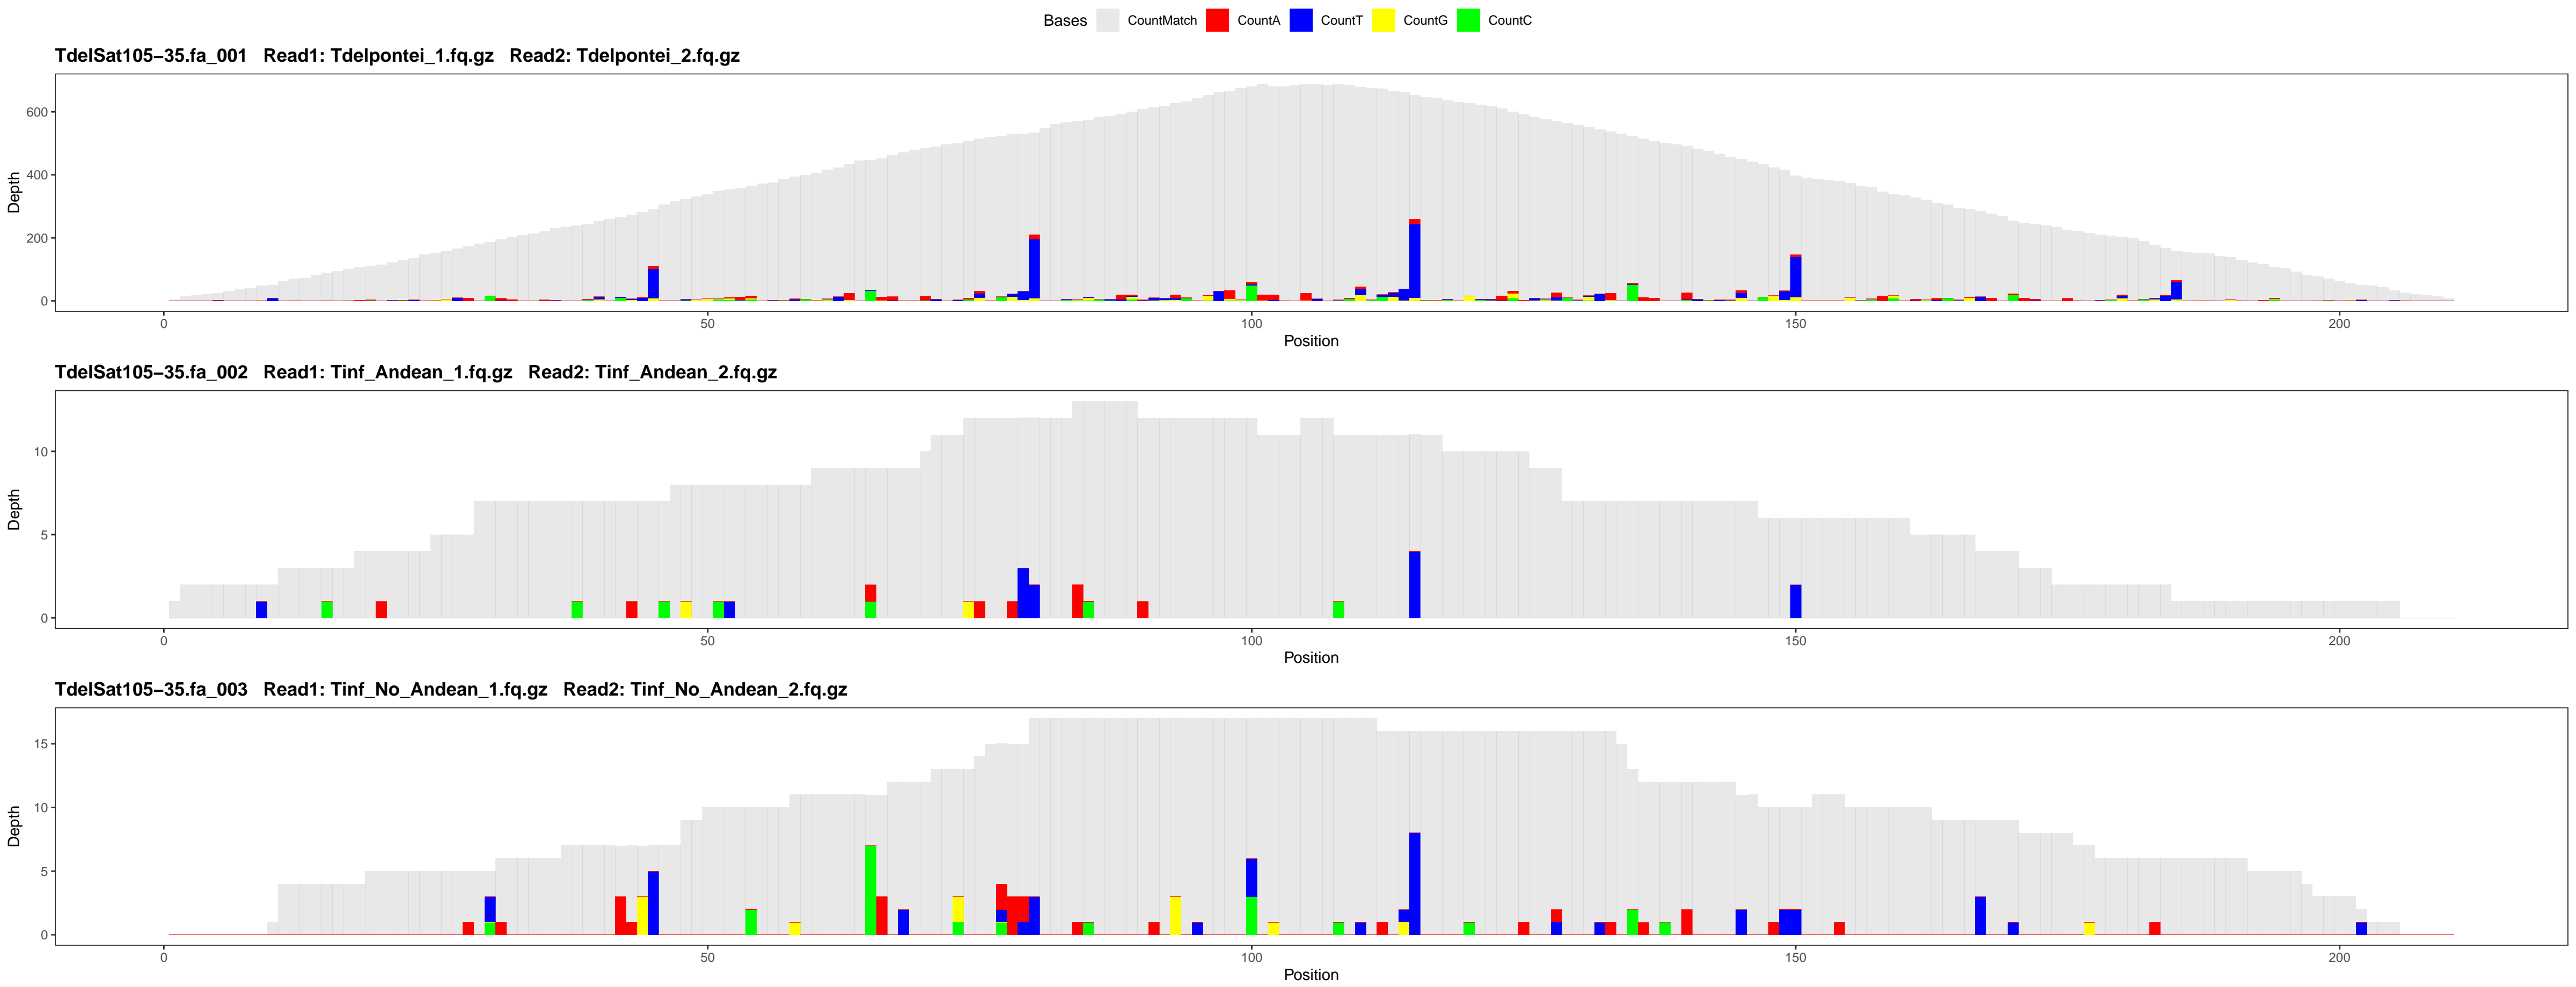 Bases CountMatch CountA CountT CountG CountC
TdelSat105−35.fa_001 Read1: Tdelpontei_1.fq.gz Read2: Tdelpontei_2.fq.gz
600
400
200
0
Depth
0 50 100 150 200
Position
TdelSat105−35.fa_002 Read1: Tinf_Andean_1.fq.gz Read2: Tinf_Andean_2.fq.gz
10
5
0
Depth
0 50 100 150 200
Position
TdelSat105−35.fa_003 Read1: Tinf_No_Andean_1.fq.gz Read2: Tinf_No_Andean_2.fq.gz
15
10
5
0
Depth
0 50 100 150 200
Position